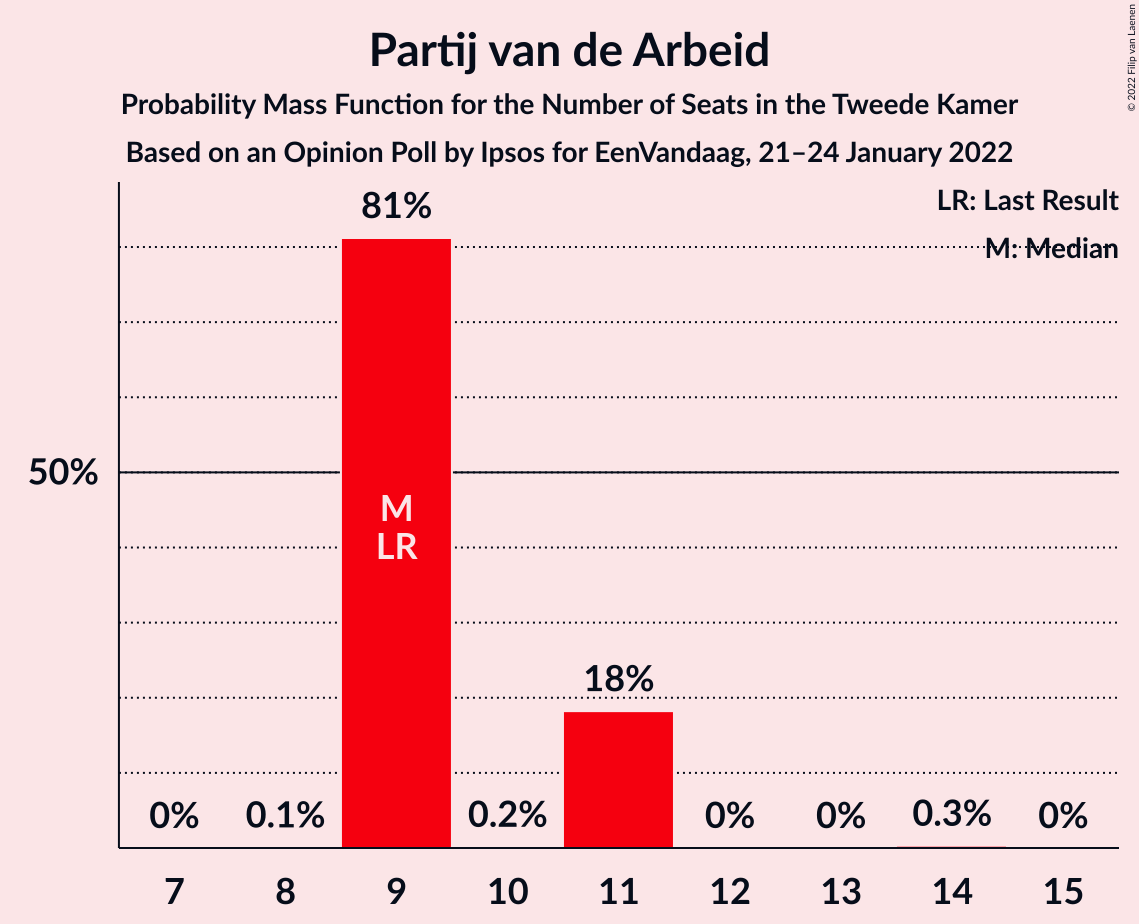 Partij van de Arbeid
Probability Mass Function for the Number of Seats in the Tweede Kamer
Based on an Opinion Poll by Ipsos for EenVandaag, 21–24 January 2022
© 2022 Filip van Laenen
LR: Last Result
M: Median
81%
50%
M
LR
18%
0% 0.1% 0.2% 0% 0% 0.3% 0%
7 8 9 10 11 12 13 14 15